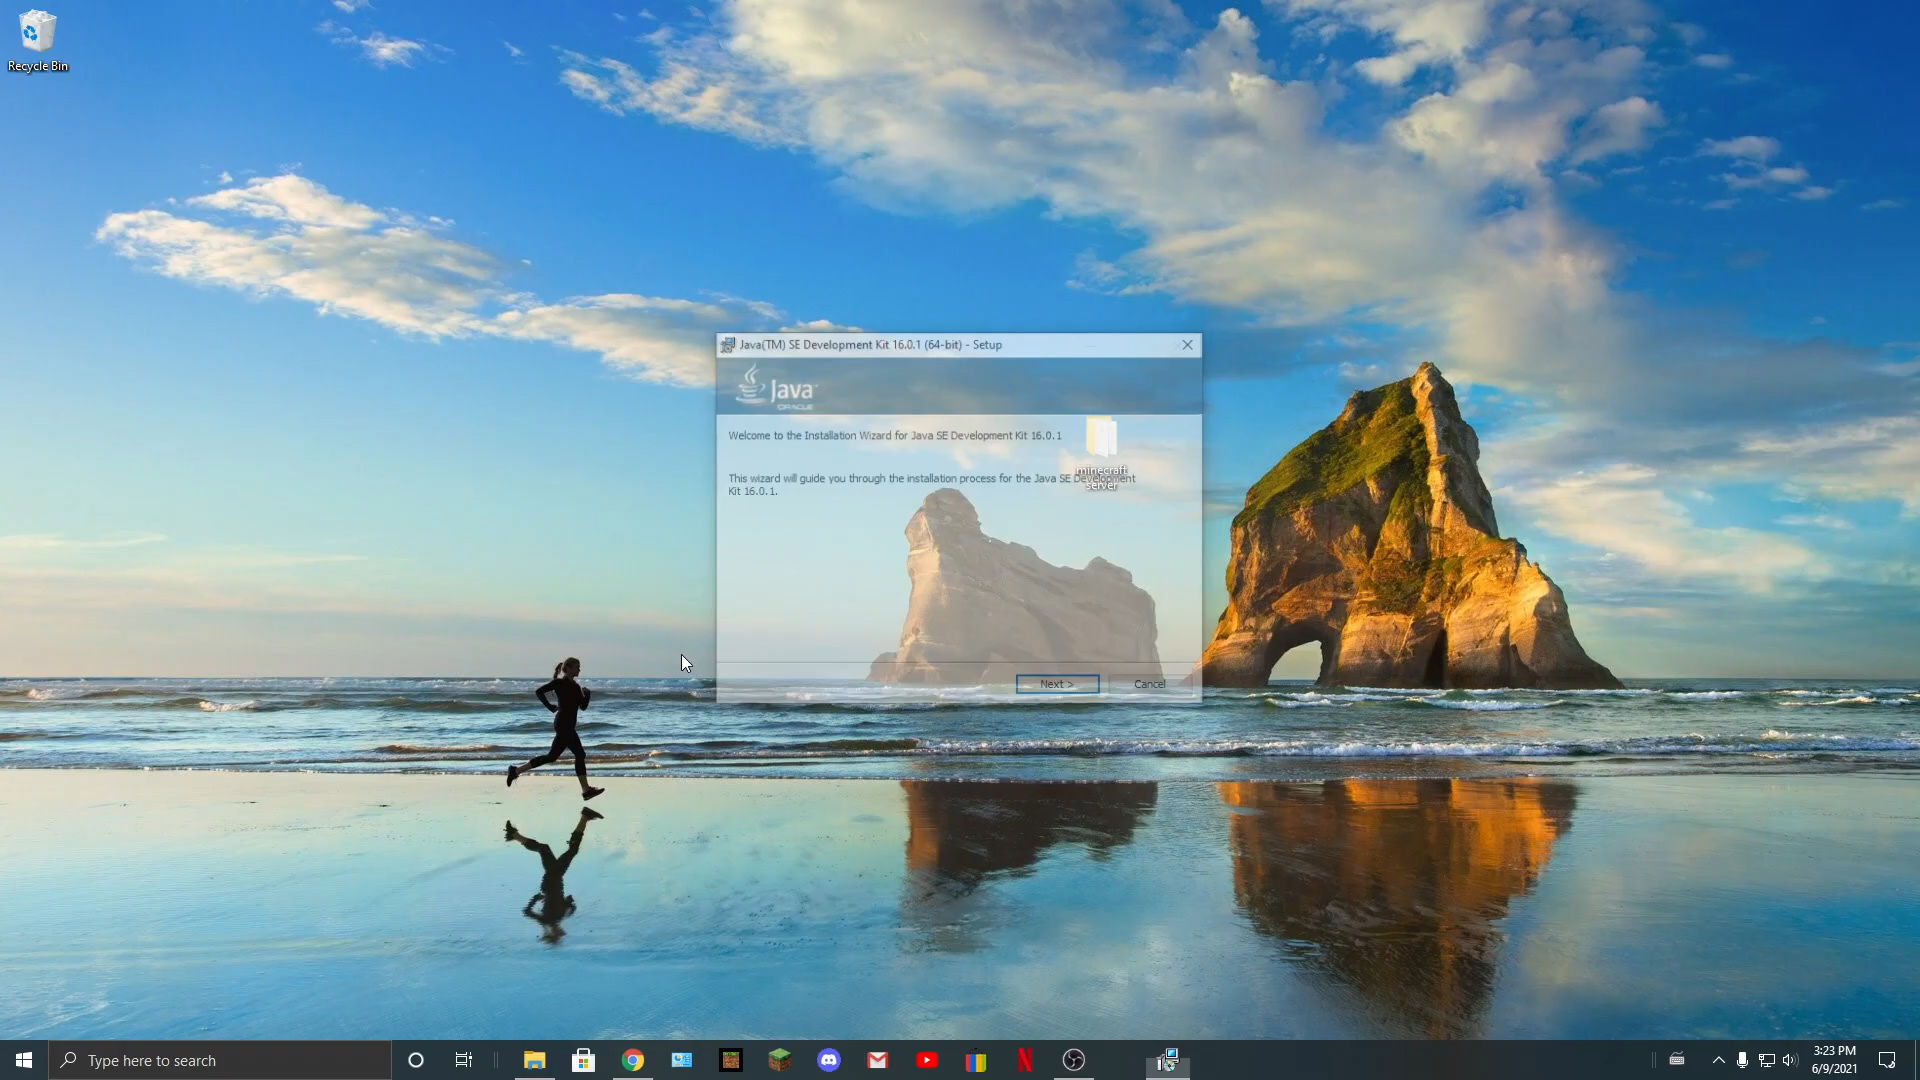 Recycle Bin
Java(TM) SE Development Kit 16.0.1 (64-bit) - Setup
Java
ORACLE
Welcome to the Installation Wizard for Java SE Development Kit 16.0.1
minecraft
server
This wizard will guide you through the installation process for the Java SE Development
Kit 16.0.1.
Next >
Cancel
Type here to search
3:23 PM
6/9/2021